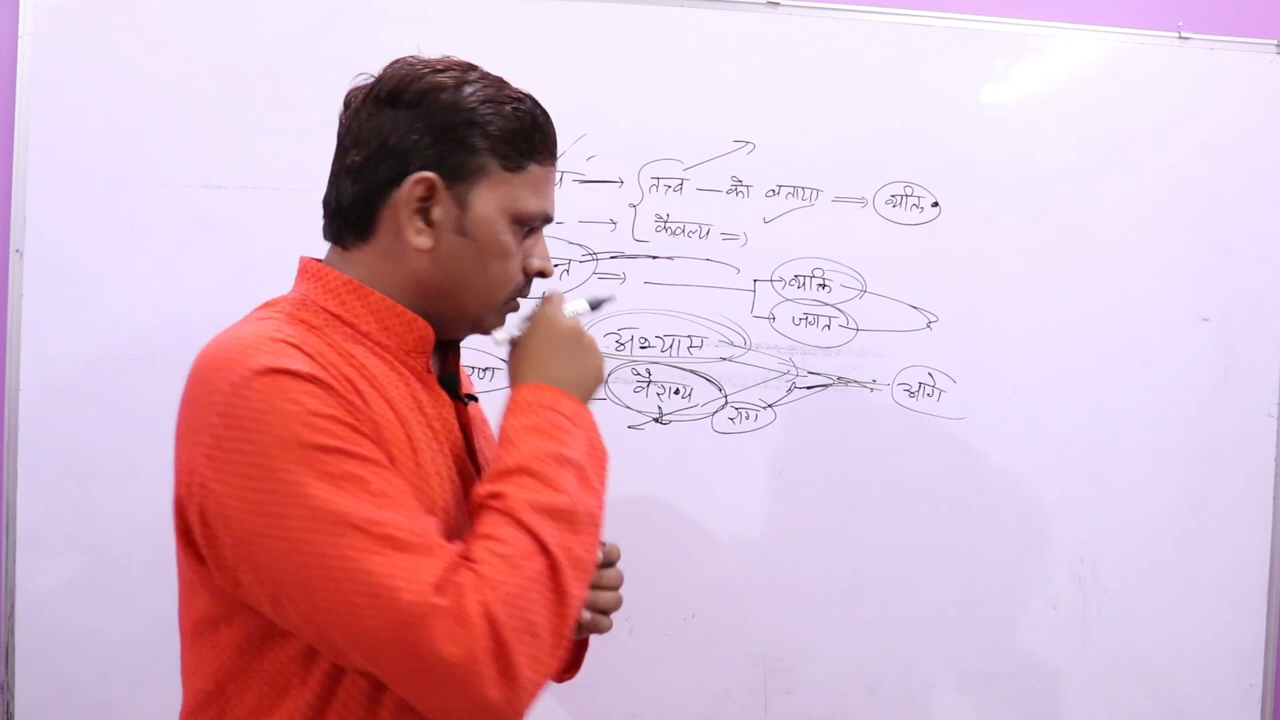 तत्त्व — को बताया ⇒ व्यक्ति
कैवल्य ⇒
व्यक्ति
जगत
अभ्यास
वैराग्य
राग
आगे